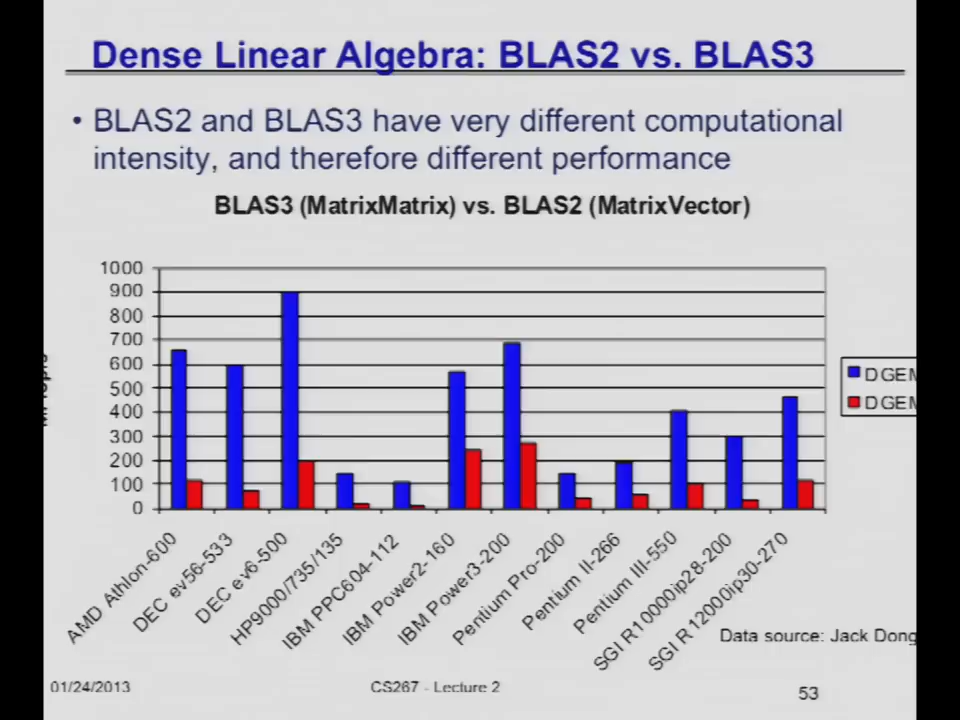 Dense Linear Algebra: BLAS2 vs. BLAS3
• BLAS2 and BLAS3 have very different computational
intensity, and therefore different performance
BLAS3 (MatrixMatrix) vs. BLAS2 (MatrixVector)
1000
900
800
700
600
500
400
300
200
100
0
DGEM
DGEM
AMD Athlon-600
DEC ev56-533
DEC ev6-500
HP9000/735/135
IBM PPC604-112
IBM Power2-160
IBM Power3-200
Pentium Pro-200
Pentium II-266
Pentium III-550
SGI R10000ip28-200
SGI R12000ip30-270
Data source: Jack Dong
01/24/2013
CS267 - Lecture 2
53